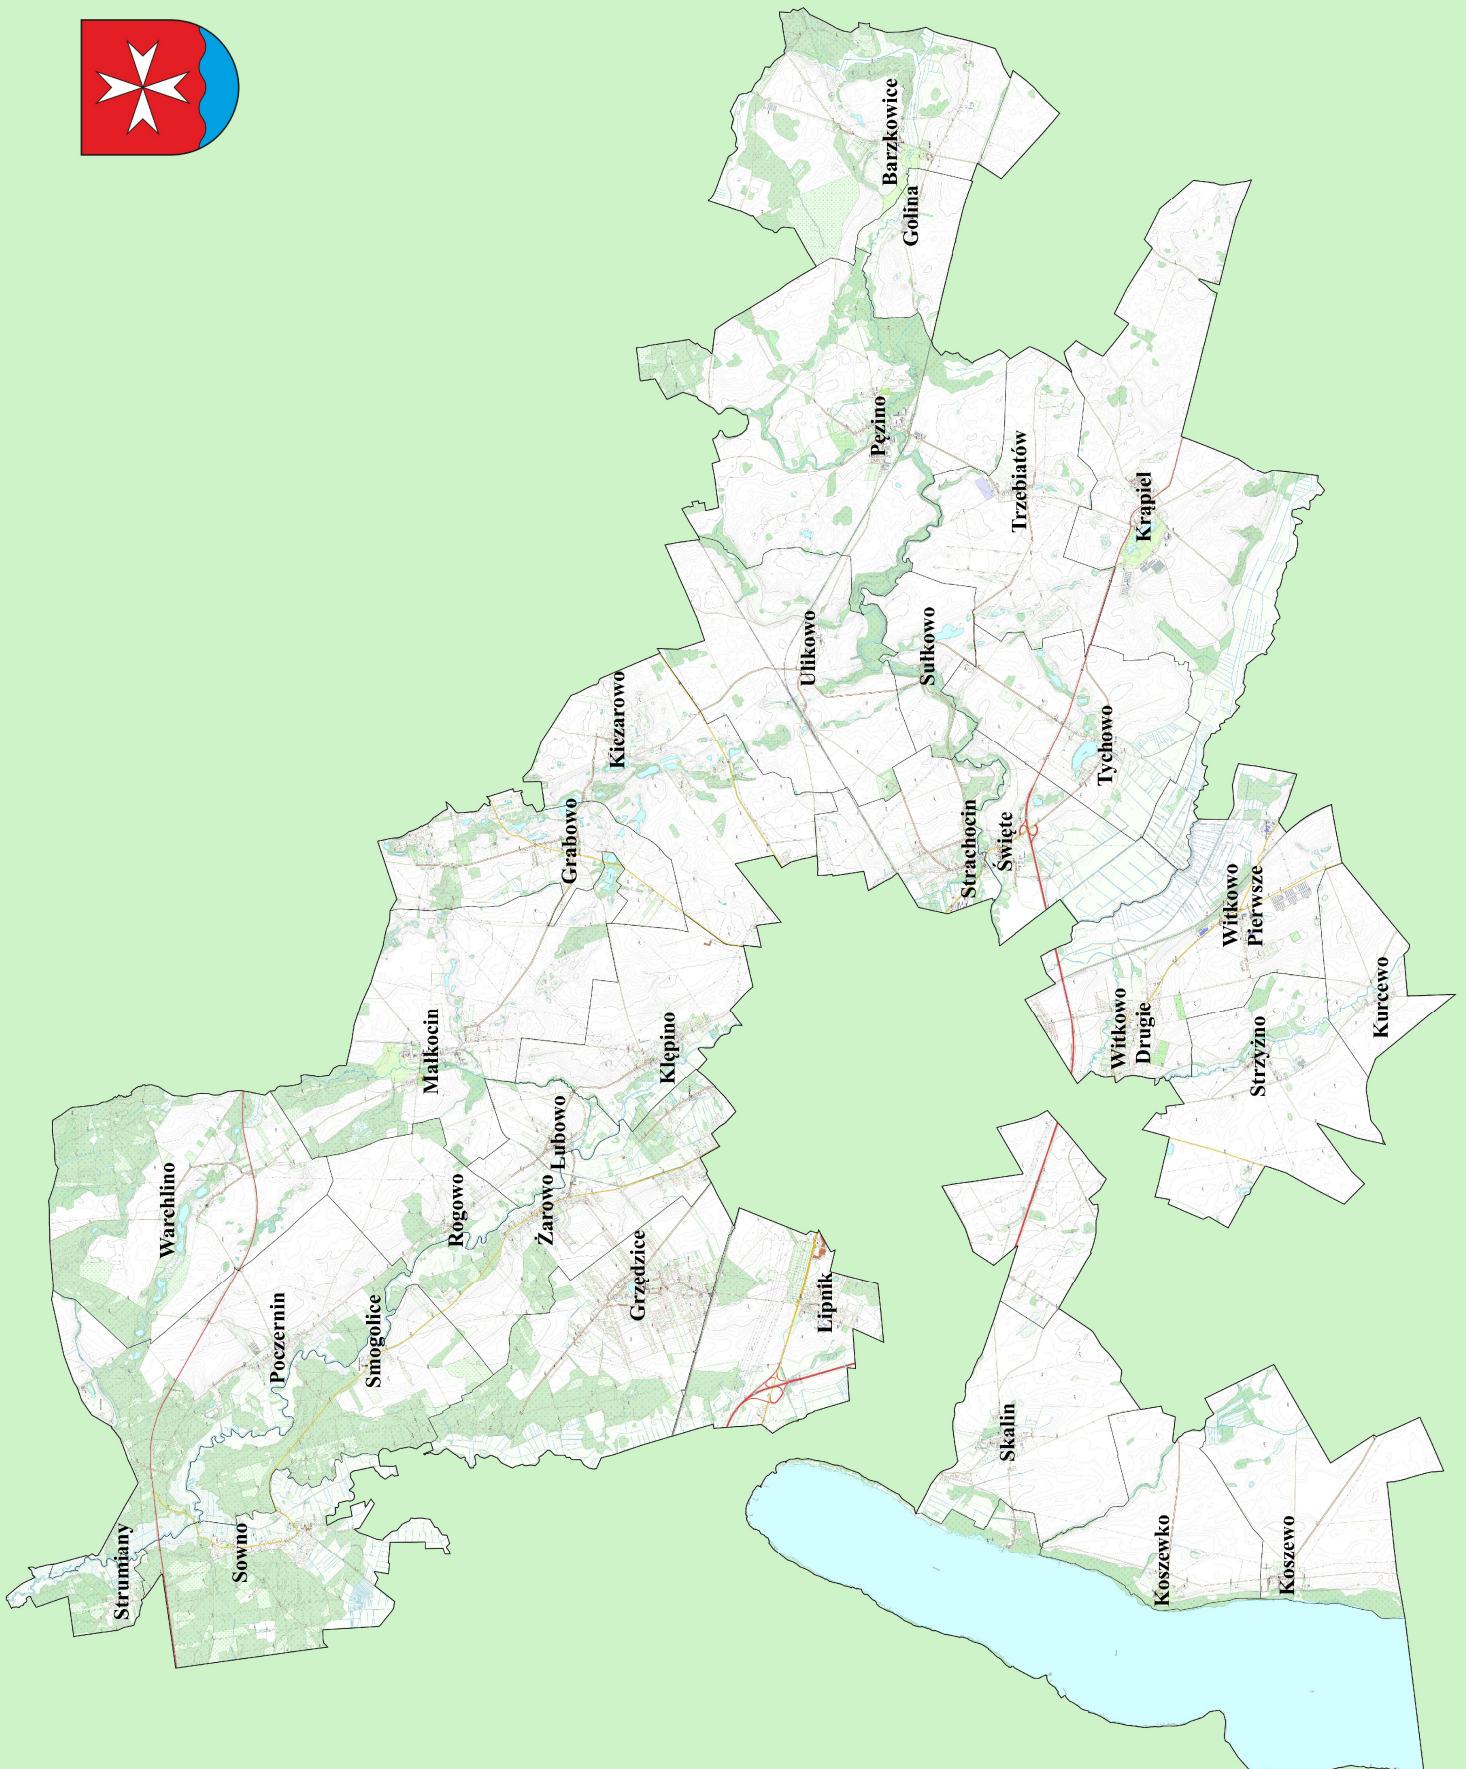 Strumiany
Warchlino
Sowno
Poczernin
Smogolice
Małkocin
Rogowo
Żarowo
Lubowo
Grabowo
Kiczarowo
Grzędzice
Klępino
Ulikowo
Lipnik
Pęzino
Barzkowice
Golina
Sułkowo
Strachocin
Święte
Skalin
Trzebiatów
Tychowo
Witkowo
Drugie
Krąpiel
Koszewko
Witkowo
Pierwsze
Strzyżno
Koszewo
Kurcewo